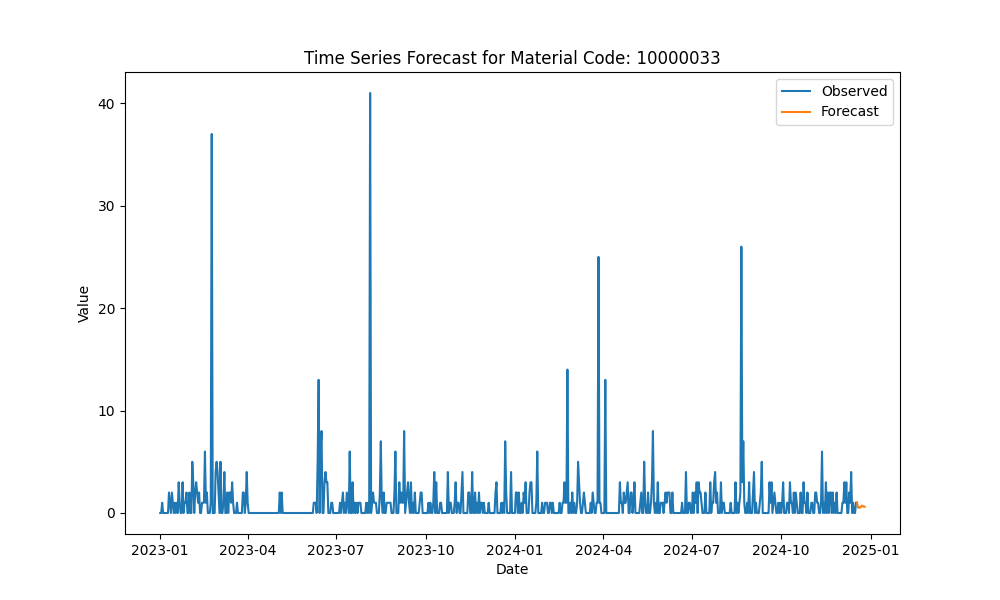 Time Series Forecast for Material Code: 10000033
Observed
Forecast
Value
40
30
20
10
0
2023-01 2023-04 2023-07 2023-10 2024-01 2024-04 2024-07 2024-10 2025-01
Date